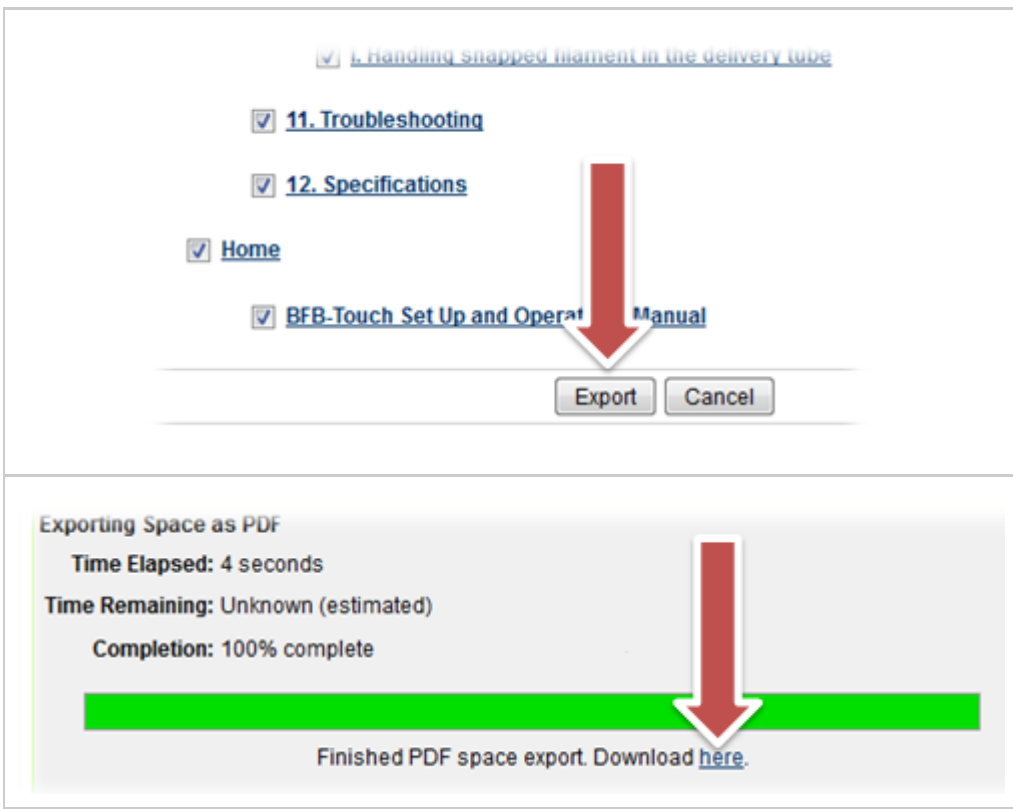 i. Handling snapped filament in the delivery tube
11. Troubleshooting
12. Specifications
Home
BFB-Touch Set Up and Operat Manual
Export Cancel
Exporting Space as PDF
Time Elapsed: 4 seconds
Time Remaining: Unknown (estimated)
Completion: 100% complete
Finished PDF space export. Download here.